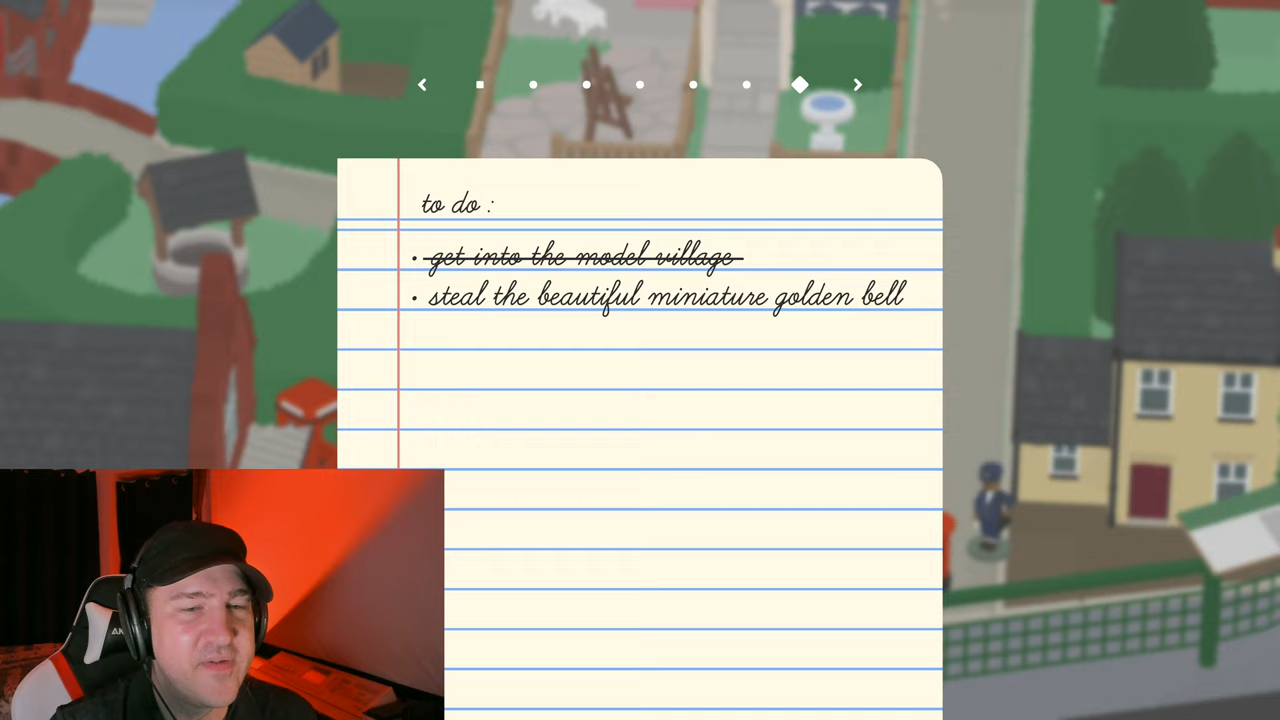 to do :
• get into the model village
• steal the beautiful miniature golden bell